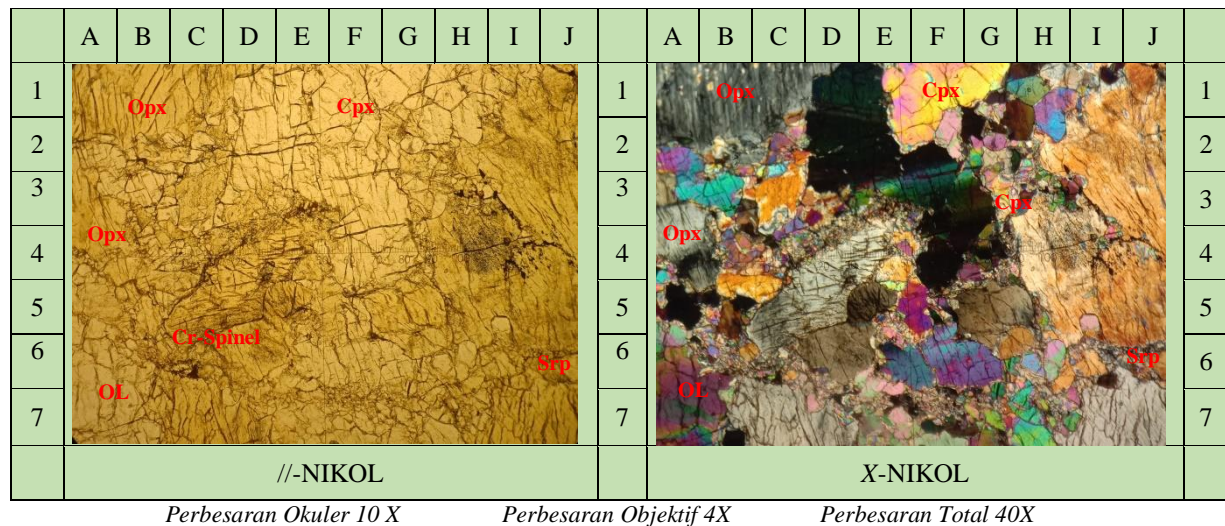 A B C D E F G H I J A B C D E F G H I J
1 Opx Cpx 1 Opx Cpx 1
2 2 2
3 3 Cpx 3
Opx Opx
4 4 4
5 5 5
Cr-Spinel
6 Srp 6 Srp 6
OL OL
7 7 7
//-NIKOL X-NIKOL
Perbesaran Okuler 10 X Perbesaran Objektif 4X Perbesaran Total 40X